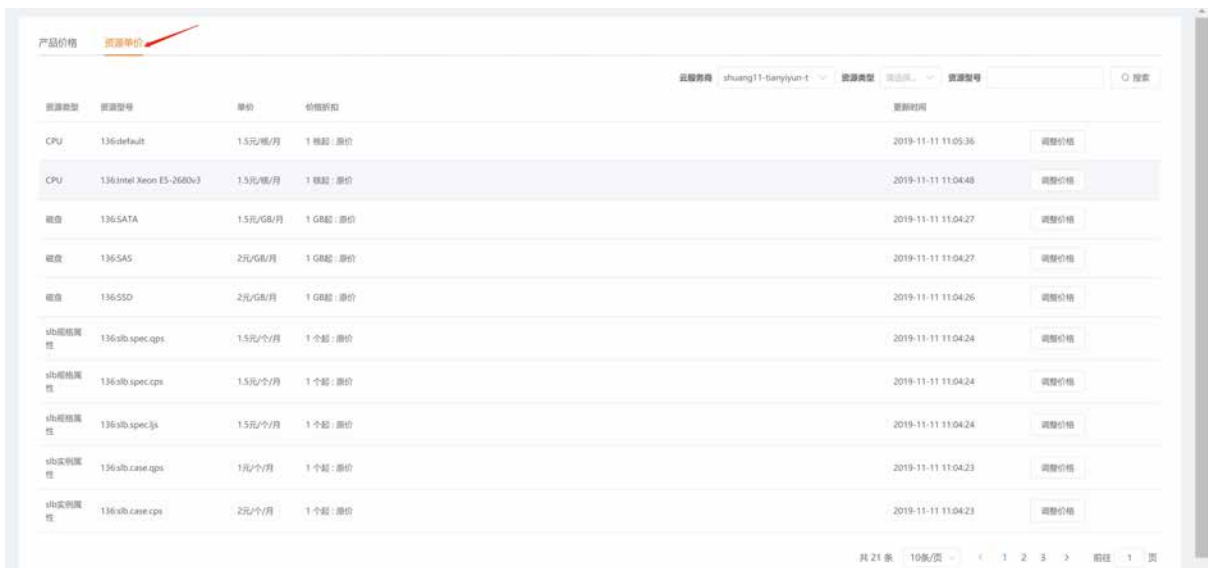 产品价格 资源单价
云服务商 shuang11-tianyiyun-t 资源类型 请选择... 资源型号 搜索
资源类型 资源型号 单价 价格折扣 更新时间
CPU 136:default 1.5元/核/月 1 核起 : 原价 2019-11-11 11:05:36 调整价格
CPU 136:Intel Xeon E5-2680v3 1.5元/核/月 1 核起 : 原价 2019-11-11 11:04:48 调整价格
磁盘 136:SATA 1.5元/GB/月 1 GB起 : 原价 2019-11-11 11:04:27 调整价格
磁盘 136:SAS 2元/GB/月 1 GB起 : 原价 2019-11-11 11:04:27 调整价格
磁盘 136:SSD 2元/GB/月 1 GB起 : 原价 2019-11-11 11:04:26 调整价格
slb规格属性 136:slb.spec.qps 1.5元/个/月 1 个起 : 原价 2019-11-11 11:04:24 调整价格
slb规格属性 136:slb.spec.cps 1.5元/个/月 1 个起 : 原价 2019-11-11 11:04:24 调整价格
slb规格属性 136:slb.spec.ljs 1.5元/个/月 1 个起 : 原价 2019-11-11 11:04:24 调整价格
slb实例属性 136:slb.case.qps 1元/个/月 1 个起 : 原价 2019-11-11 11:04:23 调整价格
slb实例属性 136:slb.case.cps 2元/个/月 1 个起 : 原价 2019-11-11 11:04:23 调整价格
共 21 条 10条/页 < 1 2 3 > 前往 1 页